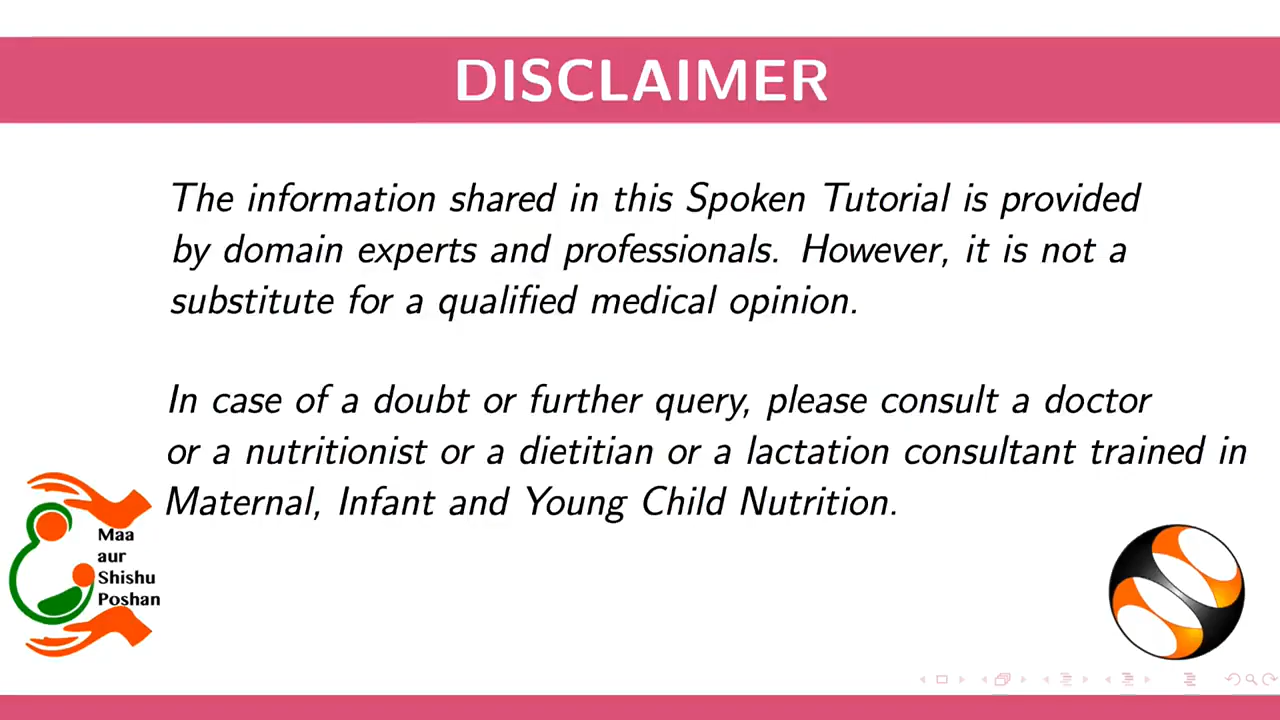 DISCLAIMER
The information shared in this Spoken Tutorial is provided
by domain experts and professionals. However, it is not a
substitute for a qualified medical opinion.
In case of a doubt or further query, please consult a doctor
or a nutritionist or a dietitian or a lactation consultant trained in
Maternal, Infant and Young Child Nutrition.
Maa
aur
Shishu
Poshan